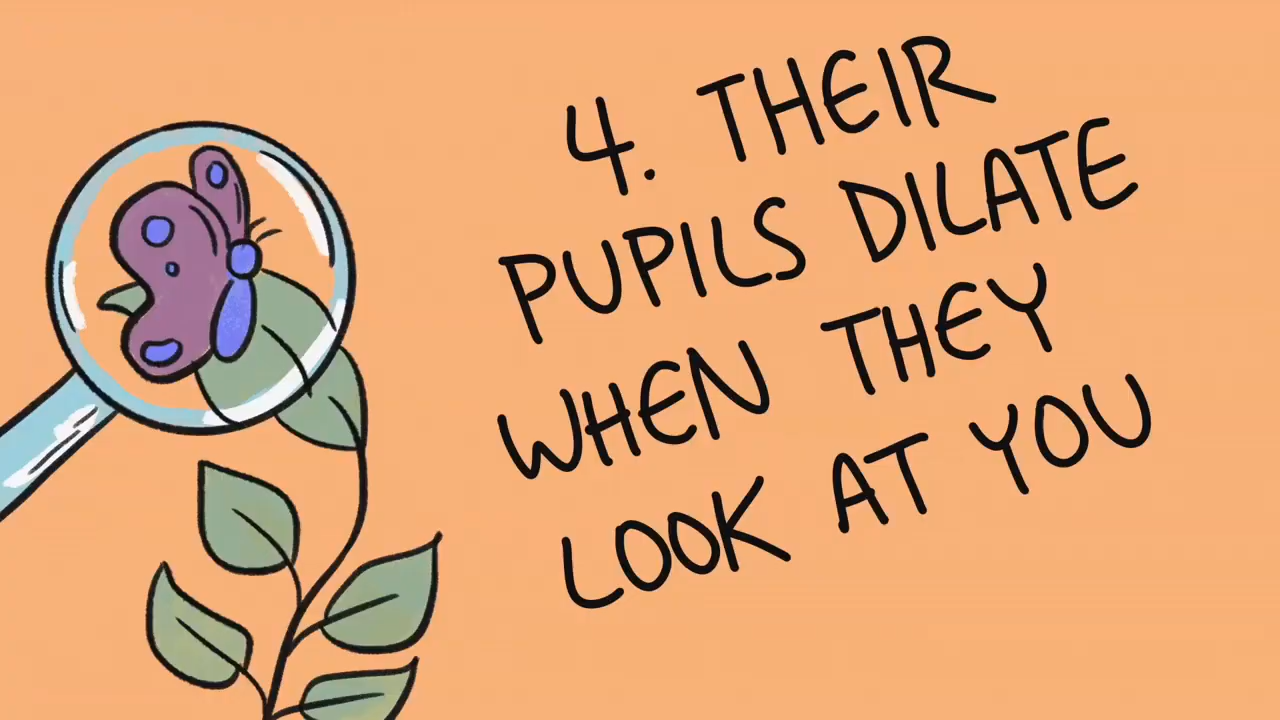 4. THEIR
PUPILS DILATE
WHEN THEY
LOOK AT YOU